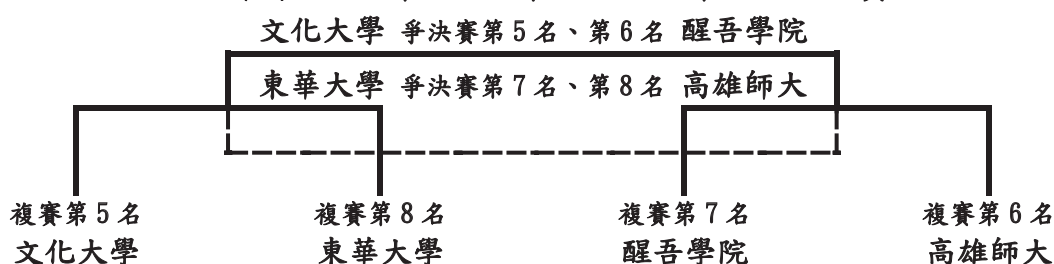 文化大學 爭決賽第5名、第6名 醒吾學院
東華大學 爭決賽第7名、第8名 高雄師大
複賽第5名 複賽第8名 複賽第7名 複賽第6名
文化大學 東華大學 醒吾學院 高雄師大